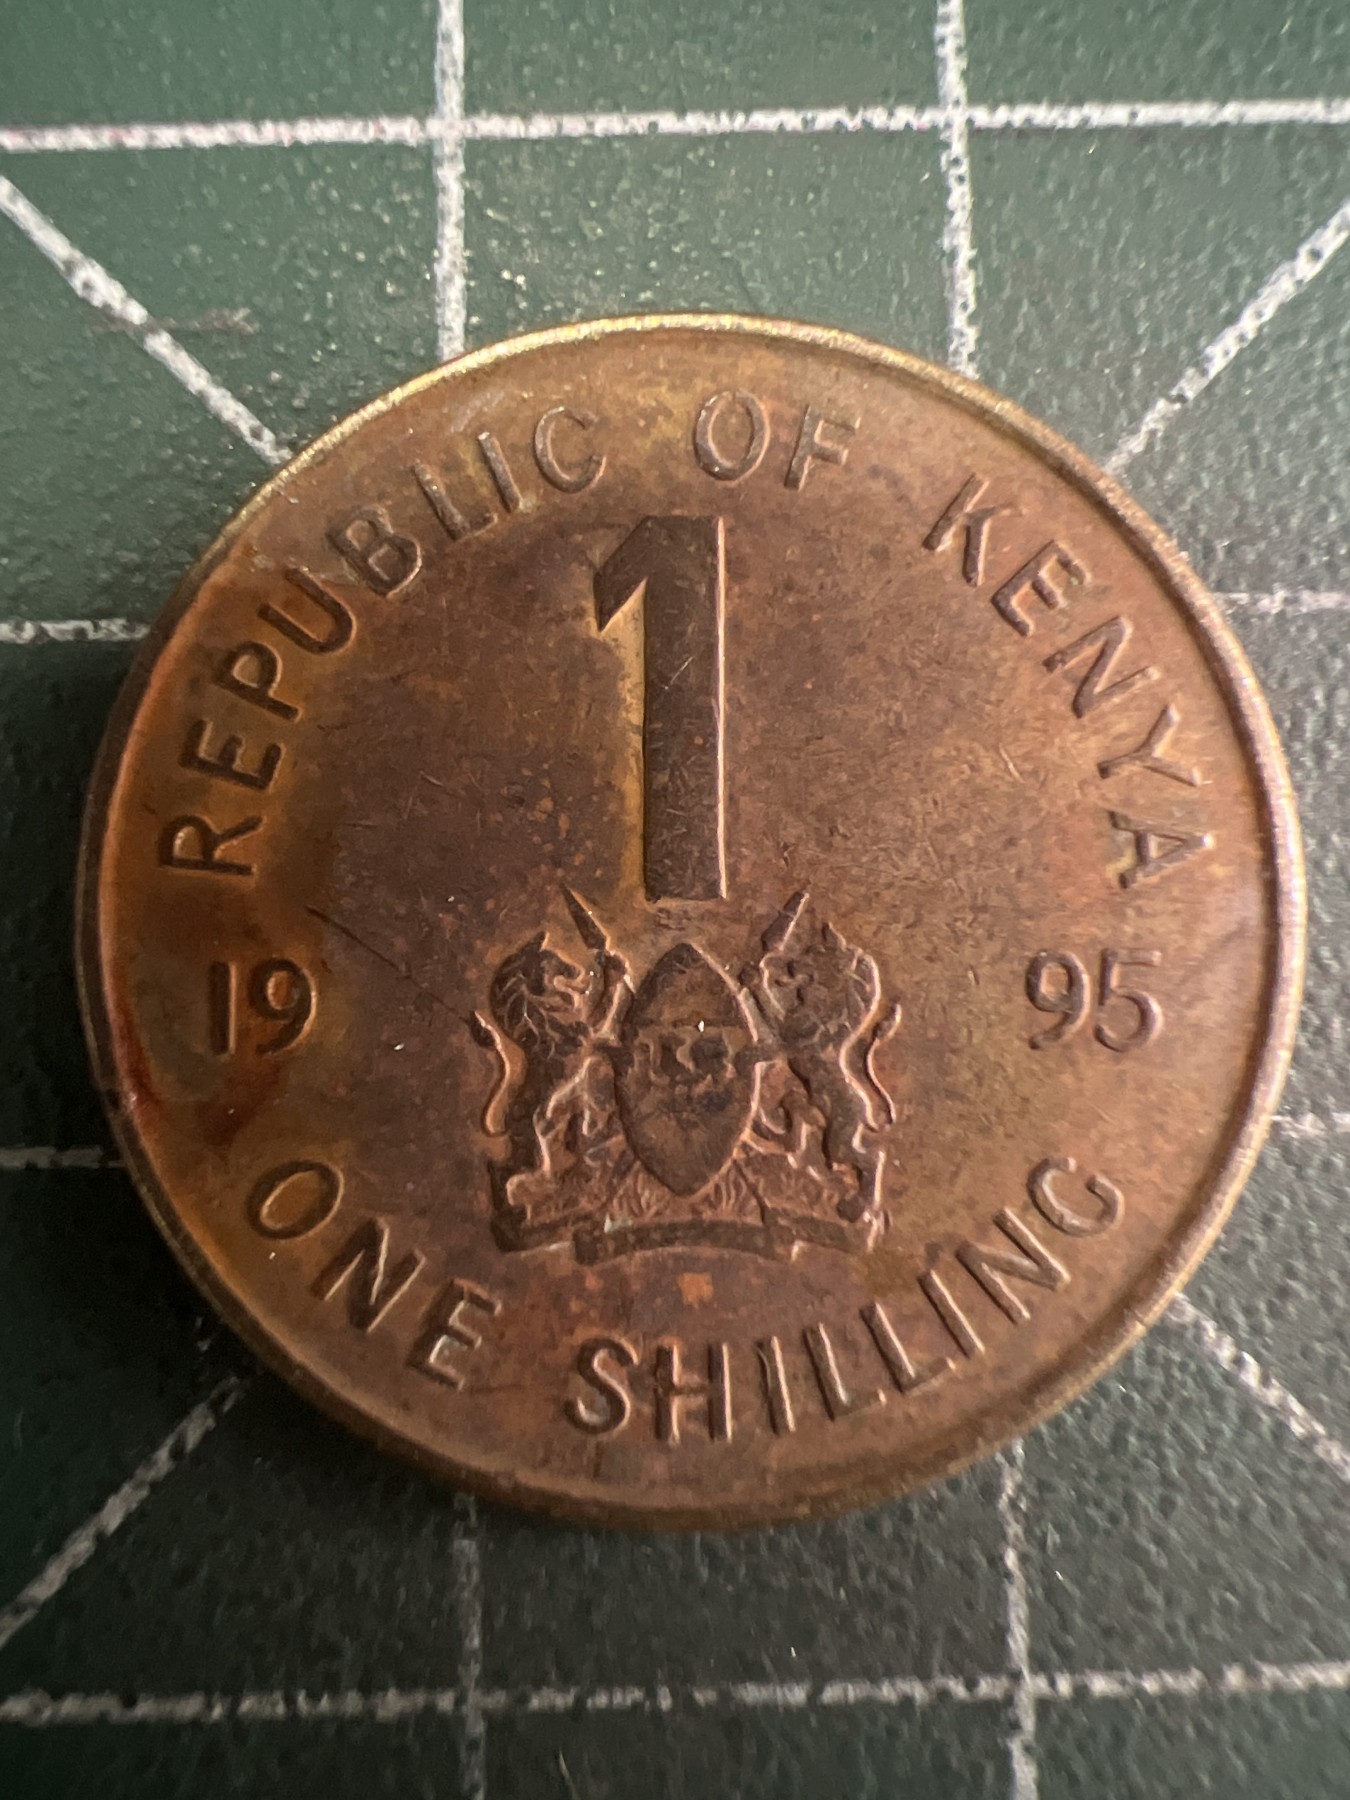 REPUBLIC OF KENYA
1
19 95
ONE SHILLING